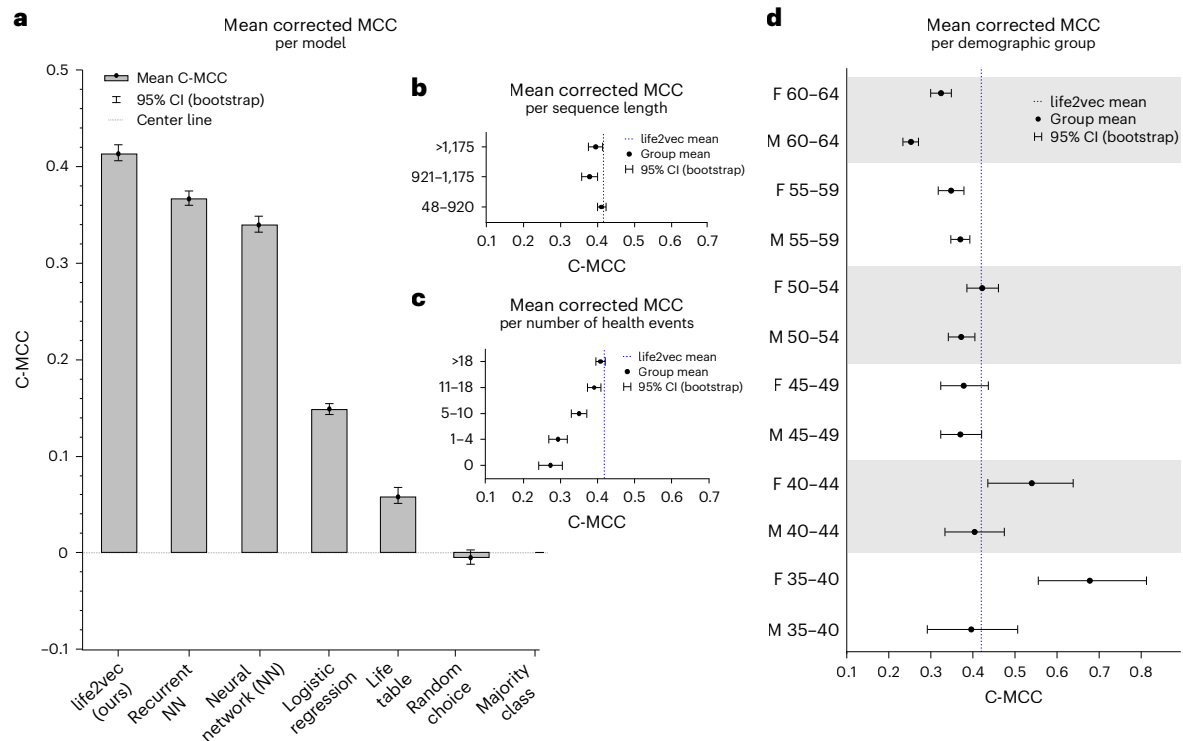 a
Mean corrected MCC
per model
Mean C-MCC
95% CI (bootstrap)
Center line
C-MCC
0.5
0.4
0.3
0.2
0.1
0
–0.1
life2vec
(ours)
Recurrent
NN
Neural
network (NN)
Logistic
regression
Life
table
Random
choice
Majority
class
b
Mean corrected MCC
per sequence length
life2vec mean
Group mean
95% CI (bootstrap)
>1,175
921–1,175
48–920
0.1 0.2 0.3 0.4 0.5 0.6 0.7
C-MCC
c
Mean corrected MCC
per number of health events
life2vec mean
Group mean
95% CI (bootstrap)
>18
11–18
5–10
1–4
0
0.1 0.2 0.3 0.4 0.5 0.6 0.7
C-MCC
d
Mean corrected MCC
per demographic group
life2vec mean
Group mean
95% CI (bootstrap)
F 60–64
M 60–64
F 55–59
M 55–59
F 50–54
M 50–54
F 45–49
M 45–49
F 40–44
M 40–44
F 35–40
M 35–40
0.1 0.2 0.3 0.4 0.5 0.6 0.7 0.8
C-MCC